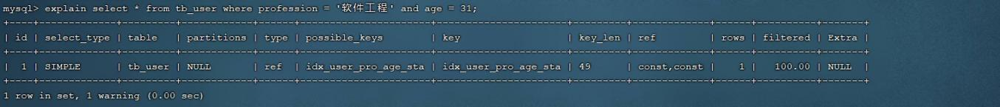 mysql> explain select * from tb_user where profession = '软件工程' and age = 31;
+----+-------------+---------+------------+------+----------------------+----------------------+---------+-------------+------+----------+-------+
| id | select_type | table   | partitions | type | possible_keys        | key                  | key_len | ref         | rows | filtered | Extra |
+----+-------------+---------+------------+------+----------------------+----------------------+---------+-------------+------+----------+-------+
|  1 | SIMPLE      | tb_user | NULL       | ref  | idx_user_pro_age_sta | idx_user_pro_age_sta | 49      | const,const |    1 |   100.00 | NULL  |
+----+-------------+---------+------------+------+----------------------+----------------------+---------+-------------+------+----------+-------+
1 row in set, 1 warning (0.00 sec)